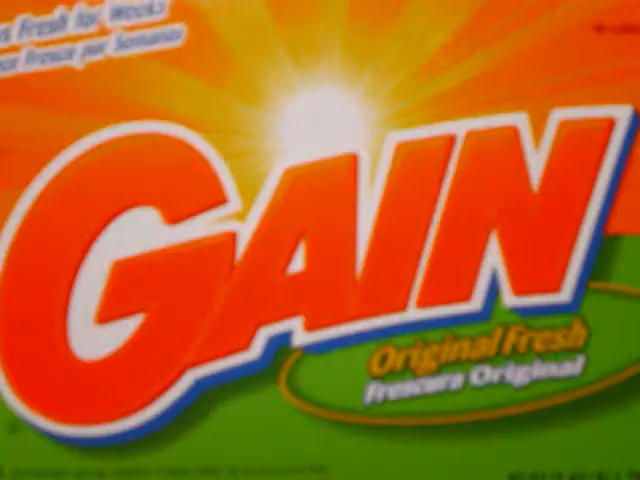 Fresh for Weeks
Fresca por Semanas
GAIN
Original Fresh
Frescura Original